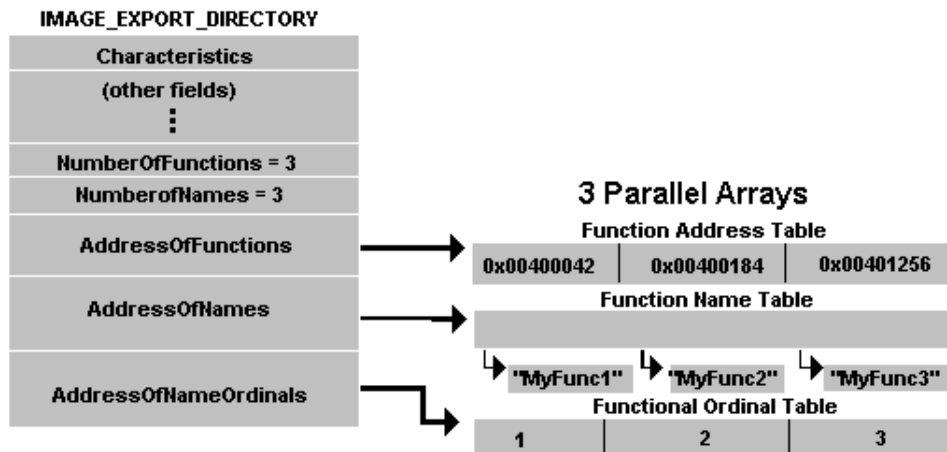 IMAGE_EXPORT_DIRECTORY
Characteristics
(other fields)
NumberOfFunctions = 3
NumberofNames = 3
AddressOfFunctions
AddressOfNames
AddressOfNameOrdinals
3 Parallel Arrays
Function Address Table
0x00400042 0x00400184 0x00401256
Function Name Table
"MyFunc1" "MyFunc2" "MyFunc3"
Functional Ordinal Table
1 2 3